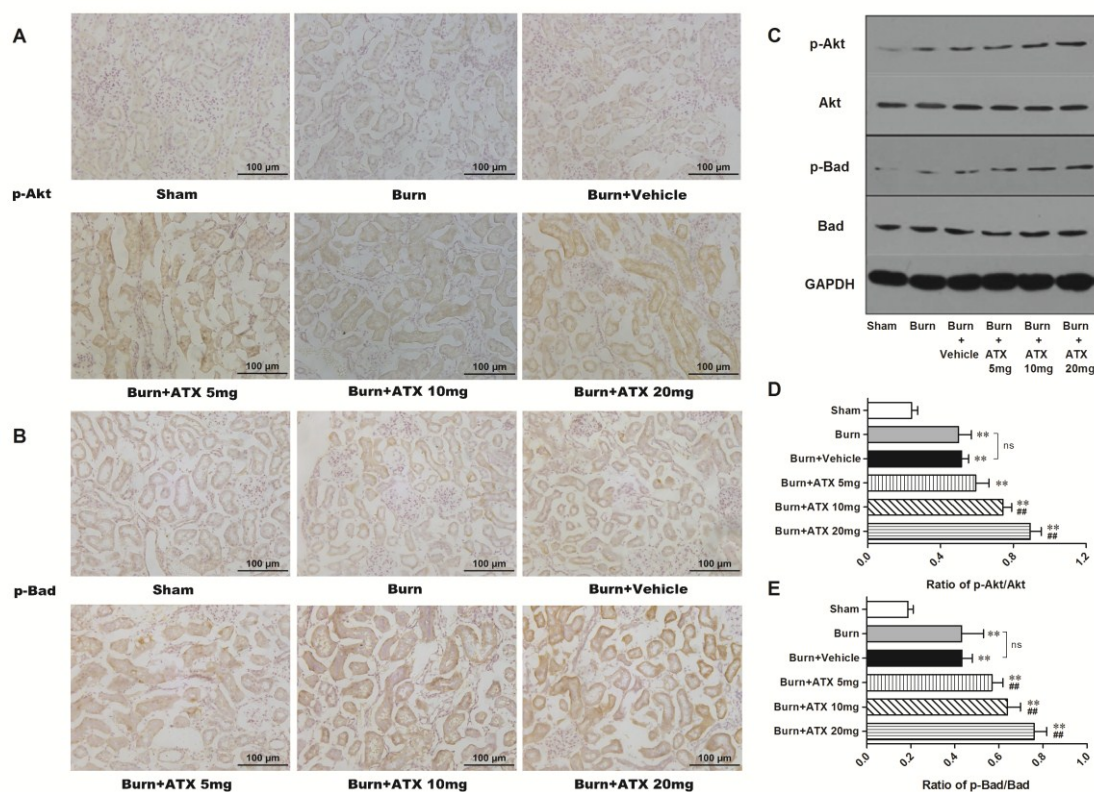 A
100 µm
100 µm
100 µm
p-Akt
Sham
Burn
Burn+Vehicle
100 µm
100 µm
100 µm
Burn+ATX 5mg
Burn+ATX 10mg
Burn+ATX 20mg
B
100 µm
100 µm
100 µm
p-Bad
Sham
Burn
Burn+Vehicle
100 µm
100 µm
100 µm
Burn+ATX 5mg
Burn+ATX 10mg
Burn+ATX 20mg
C
p-Akt
Akt
p-Bad
Bad
GAPDH
Sham Burn Burn Burn Burn Burn
+ + + +
Vehicle ATX ATX ATX
5mg 10mg 20mg
D
Sham
Burn **
ns
Burn+Vehicle **
Burn+ATX 5mg **
Burn+ATX 10mg **
##
Burn+ATX 20mg **
##
0.0 0.4 0.8 1.2
Ratio of p-Akt/Akt
E
Sham
Burn **
ns
Burn+Vehicle **
Burn+ATX 5mg **
##
Burn+ATX 10mg **
##
Burn+ATX 20mg **
##
0.0 0.2 0.4 0.6 0.8 1.0
Ratio of p-Bad/Bad